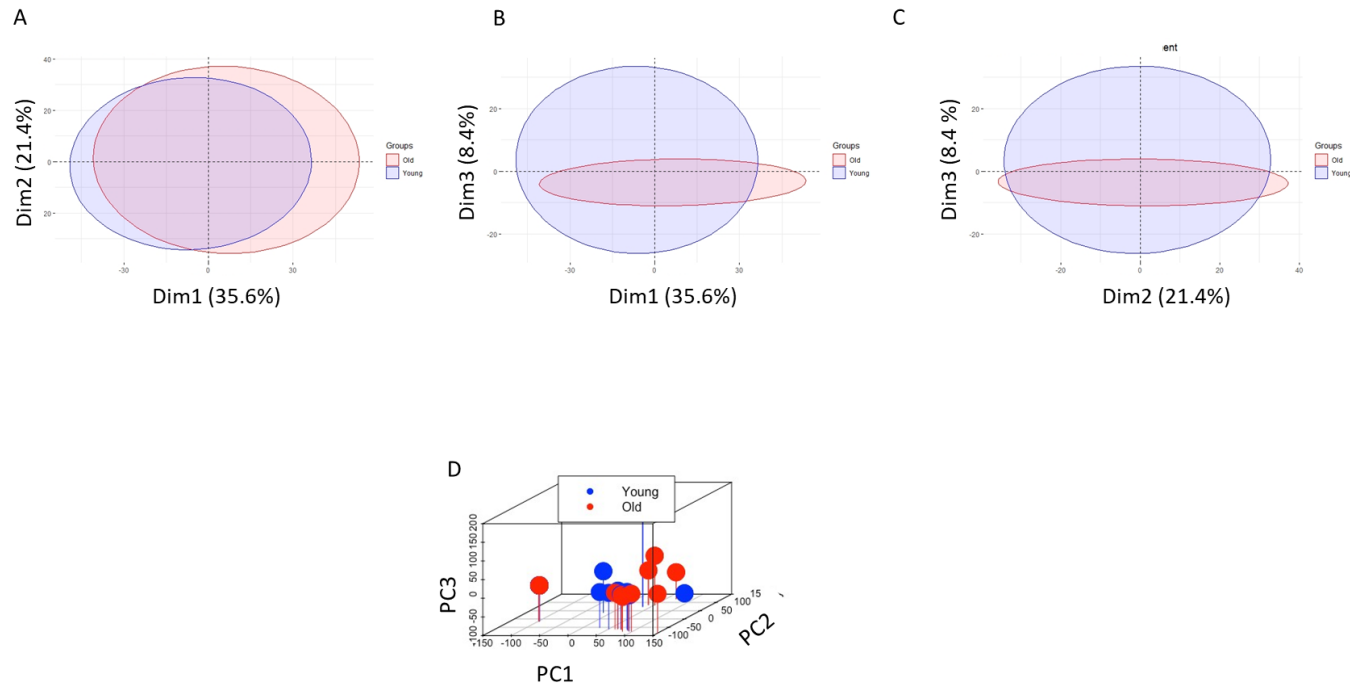 A
B
C
ent
40
20
0
20
-30
0
30
Dim2 (21.4%)
Dim1 (35.6%)
Groups
Old
Young
20
0
-20
-30
0
30
Dim3 (8.4%)
Dim1 (35.6%)
Groups
Old
Young
20
0
-20
-20
0
20
40
Dim3 (8.4 %)
Dim2 (21.4%)
Groups
Old
Young
D
Young
Old
PC3
-100 -50 0 50 100 150 200
-150 -100 -50 0 50 100 150
PC1
-100 -50 0 50 100 15
PC2